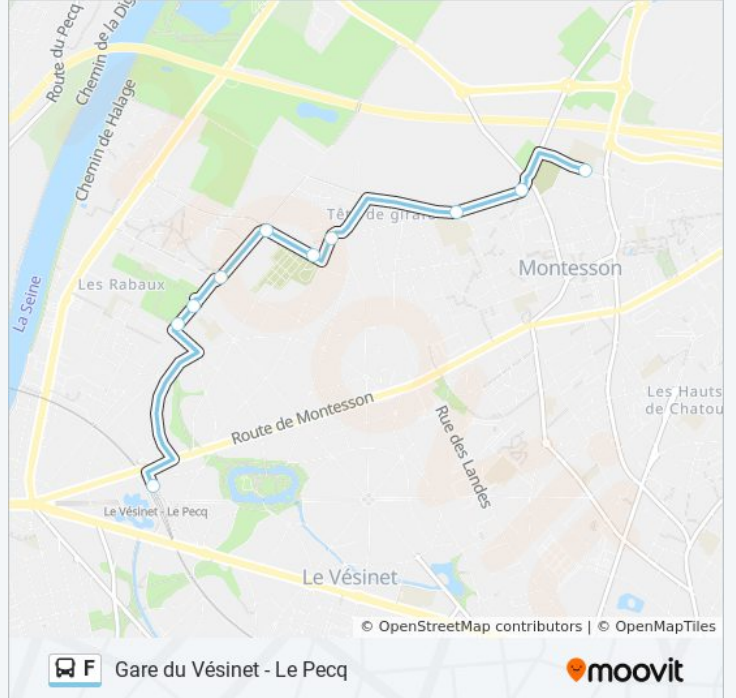 Route du Pecq
Chemin de la Dig
Chemin de Halage
La Seine
Les Rabaux
Tête de girafe
Montesson
Les Hauts
de Chatou
Route de Montesson
Rue des Landes
Le Vésinet - Le Pecq
Le Vésinet
© OpenStreetMap contributors | © OpenMapTiles
F Gare du Vésinet - Le Pecq
moovit